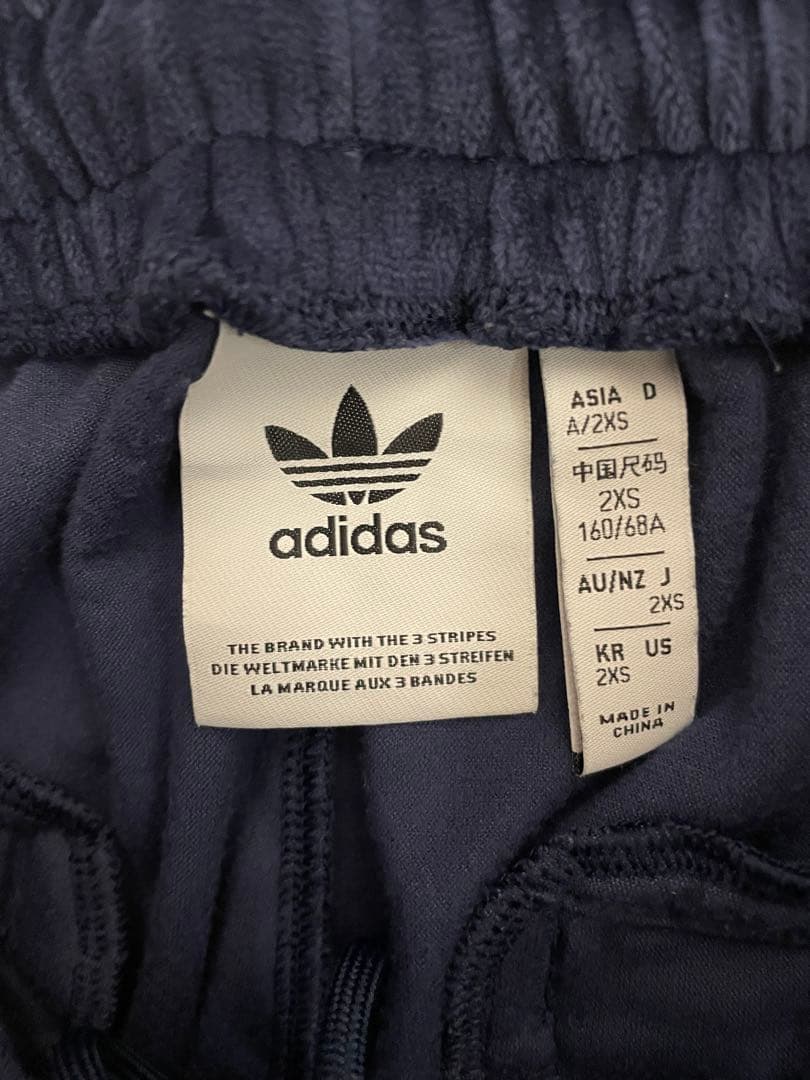 adidas
THE BRAND WITH THE 3 STRIPES
DIE WELTMARKE MIT DEN 3 STREIFEN
LA MARQUE AUX 3 BANDES
ASIA D
A/2XS
中国尺码
2XS
160/68A
AU/NZ J
2XS
KR US
2XS
MADE IN
CHINA